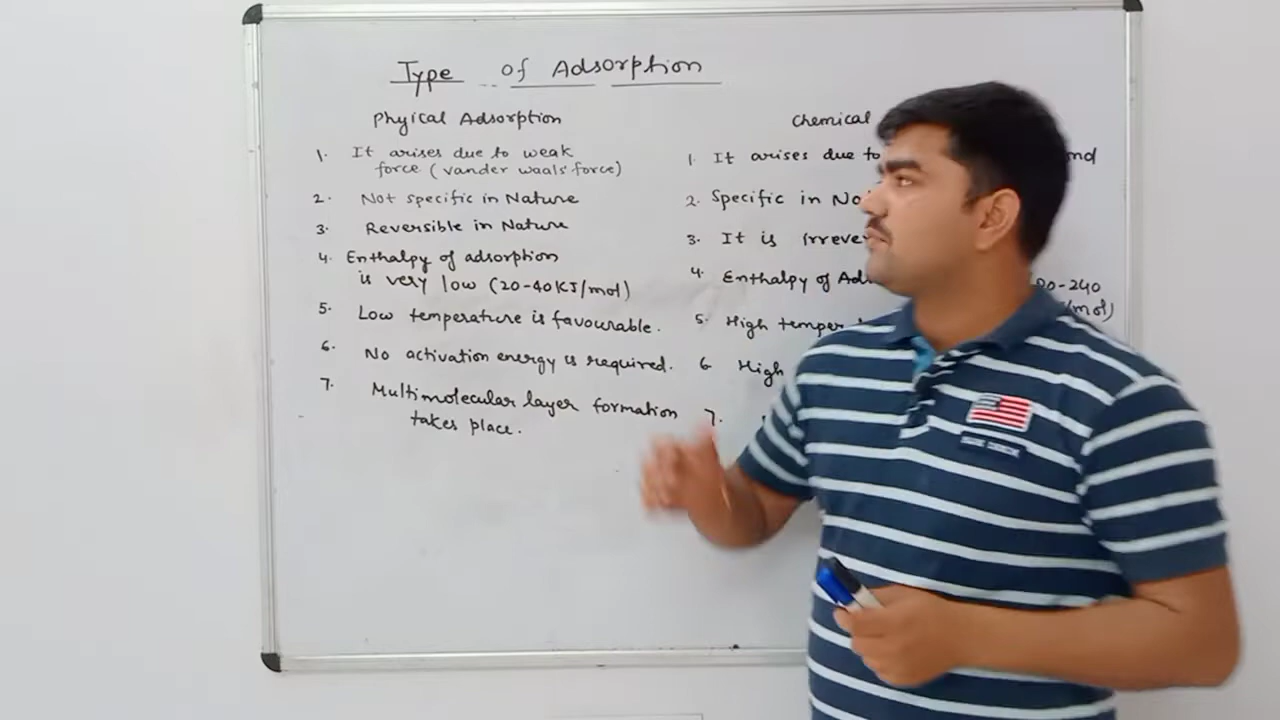 Type of Adsorption
Phyical Adsorption
1. It arises due to weak
force (vander waals' force)
2. Not specific in Nature
3. Reversible in Nature
4. Enthalpy of adsorption
is very low (20-40KJ/mol)
5. Low temperature is favourable.
6. No activation energy is required.
7. Multimolecular layer formation
takes place.
Chemical
1. It arises due to
2. Specific in
3. It is
4. Enthalpy of
5. High
6 High
7.